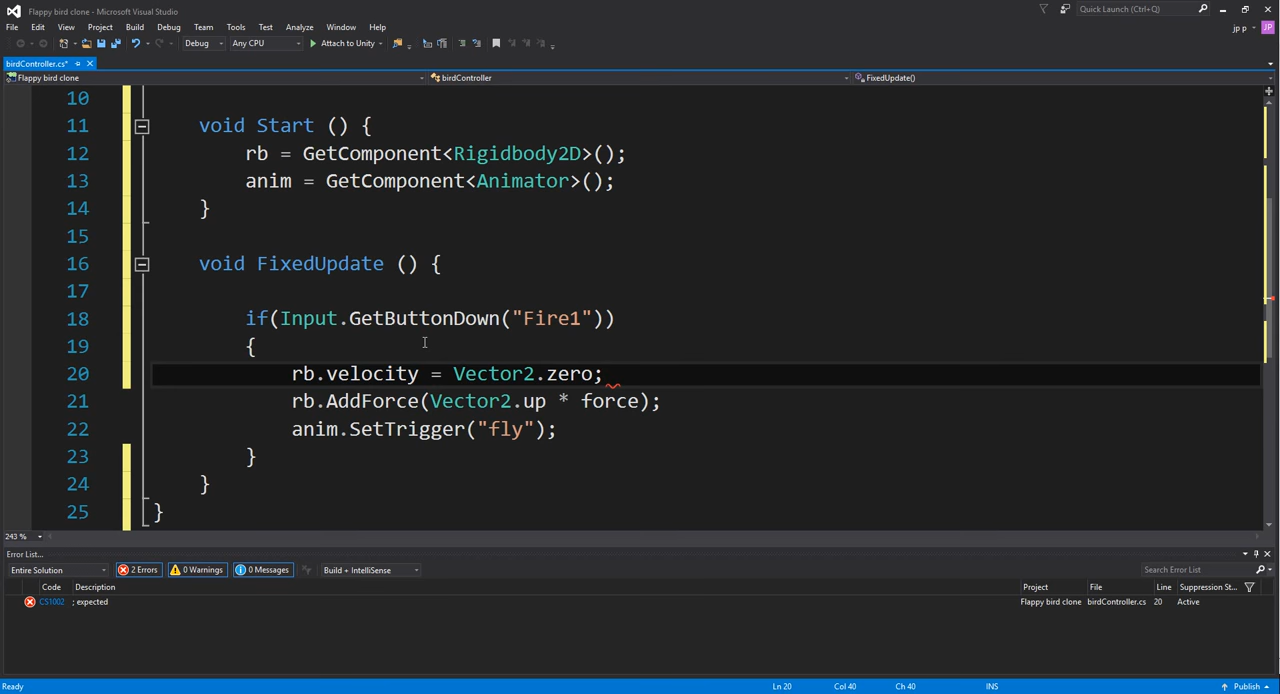 Flappy bird clone - Microsoft Visual Studio
Quick Launch (Ctrl+Q)
File Edit View Project Build Debug Team Tools Test Analyze Window Help
jp p
JP
Debug Any CPU Attach to Unity
birdController.cs*
Flappy bird clone birdController FixedUpdate()
10
11 void Start () {
12 rb = GetComponent<Rigidbody2D>();
13 anim = GetComponent<Animator>();
14 }
15
16 void FixedUpdate () {
17
18 if(Input.GetButtonDown("Fire1"))
19 {
20 rb.velocity = Vector2.zero;
21 rb.AddForce(Vector2.up * force);
22 anim.SetTrigger("fly");
23 }
24 }
25 }
243 %
Error List...
Entire Solution 2 Errors 0 Warnings 0 Messages Build + IntelliSense Search Error List
Code Description Project File Line Suppression St...
CS1002 ; expected Flappy bird clone birdController.cs 20 Active
Ready Ln 20 Col 40 Ch 40 INS Publish